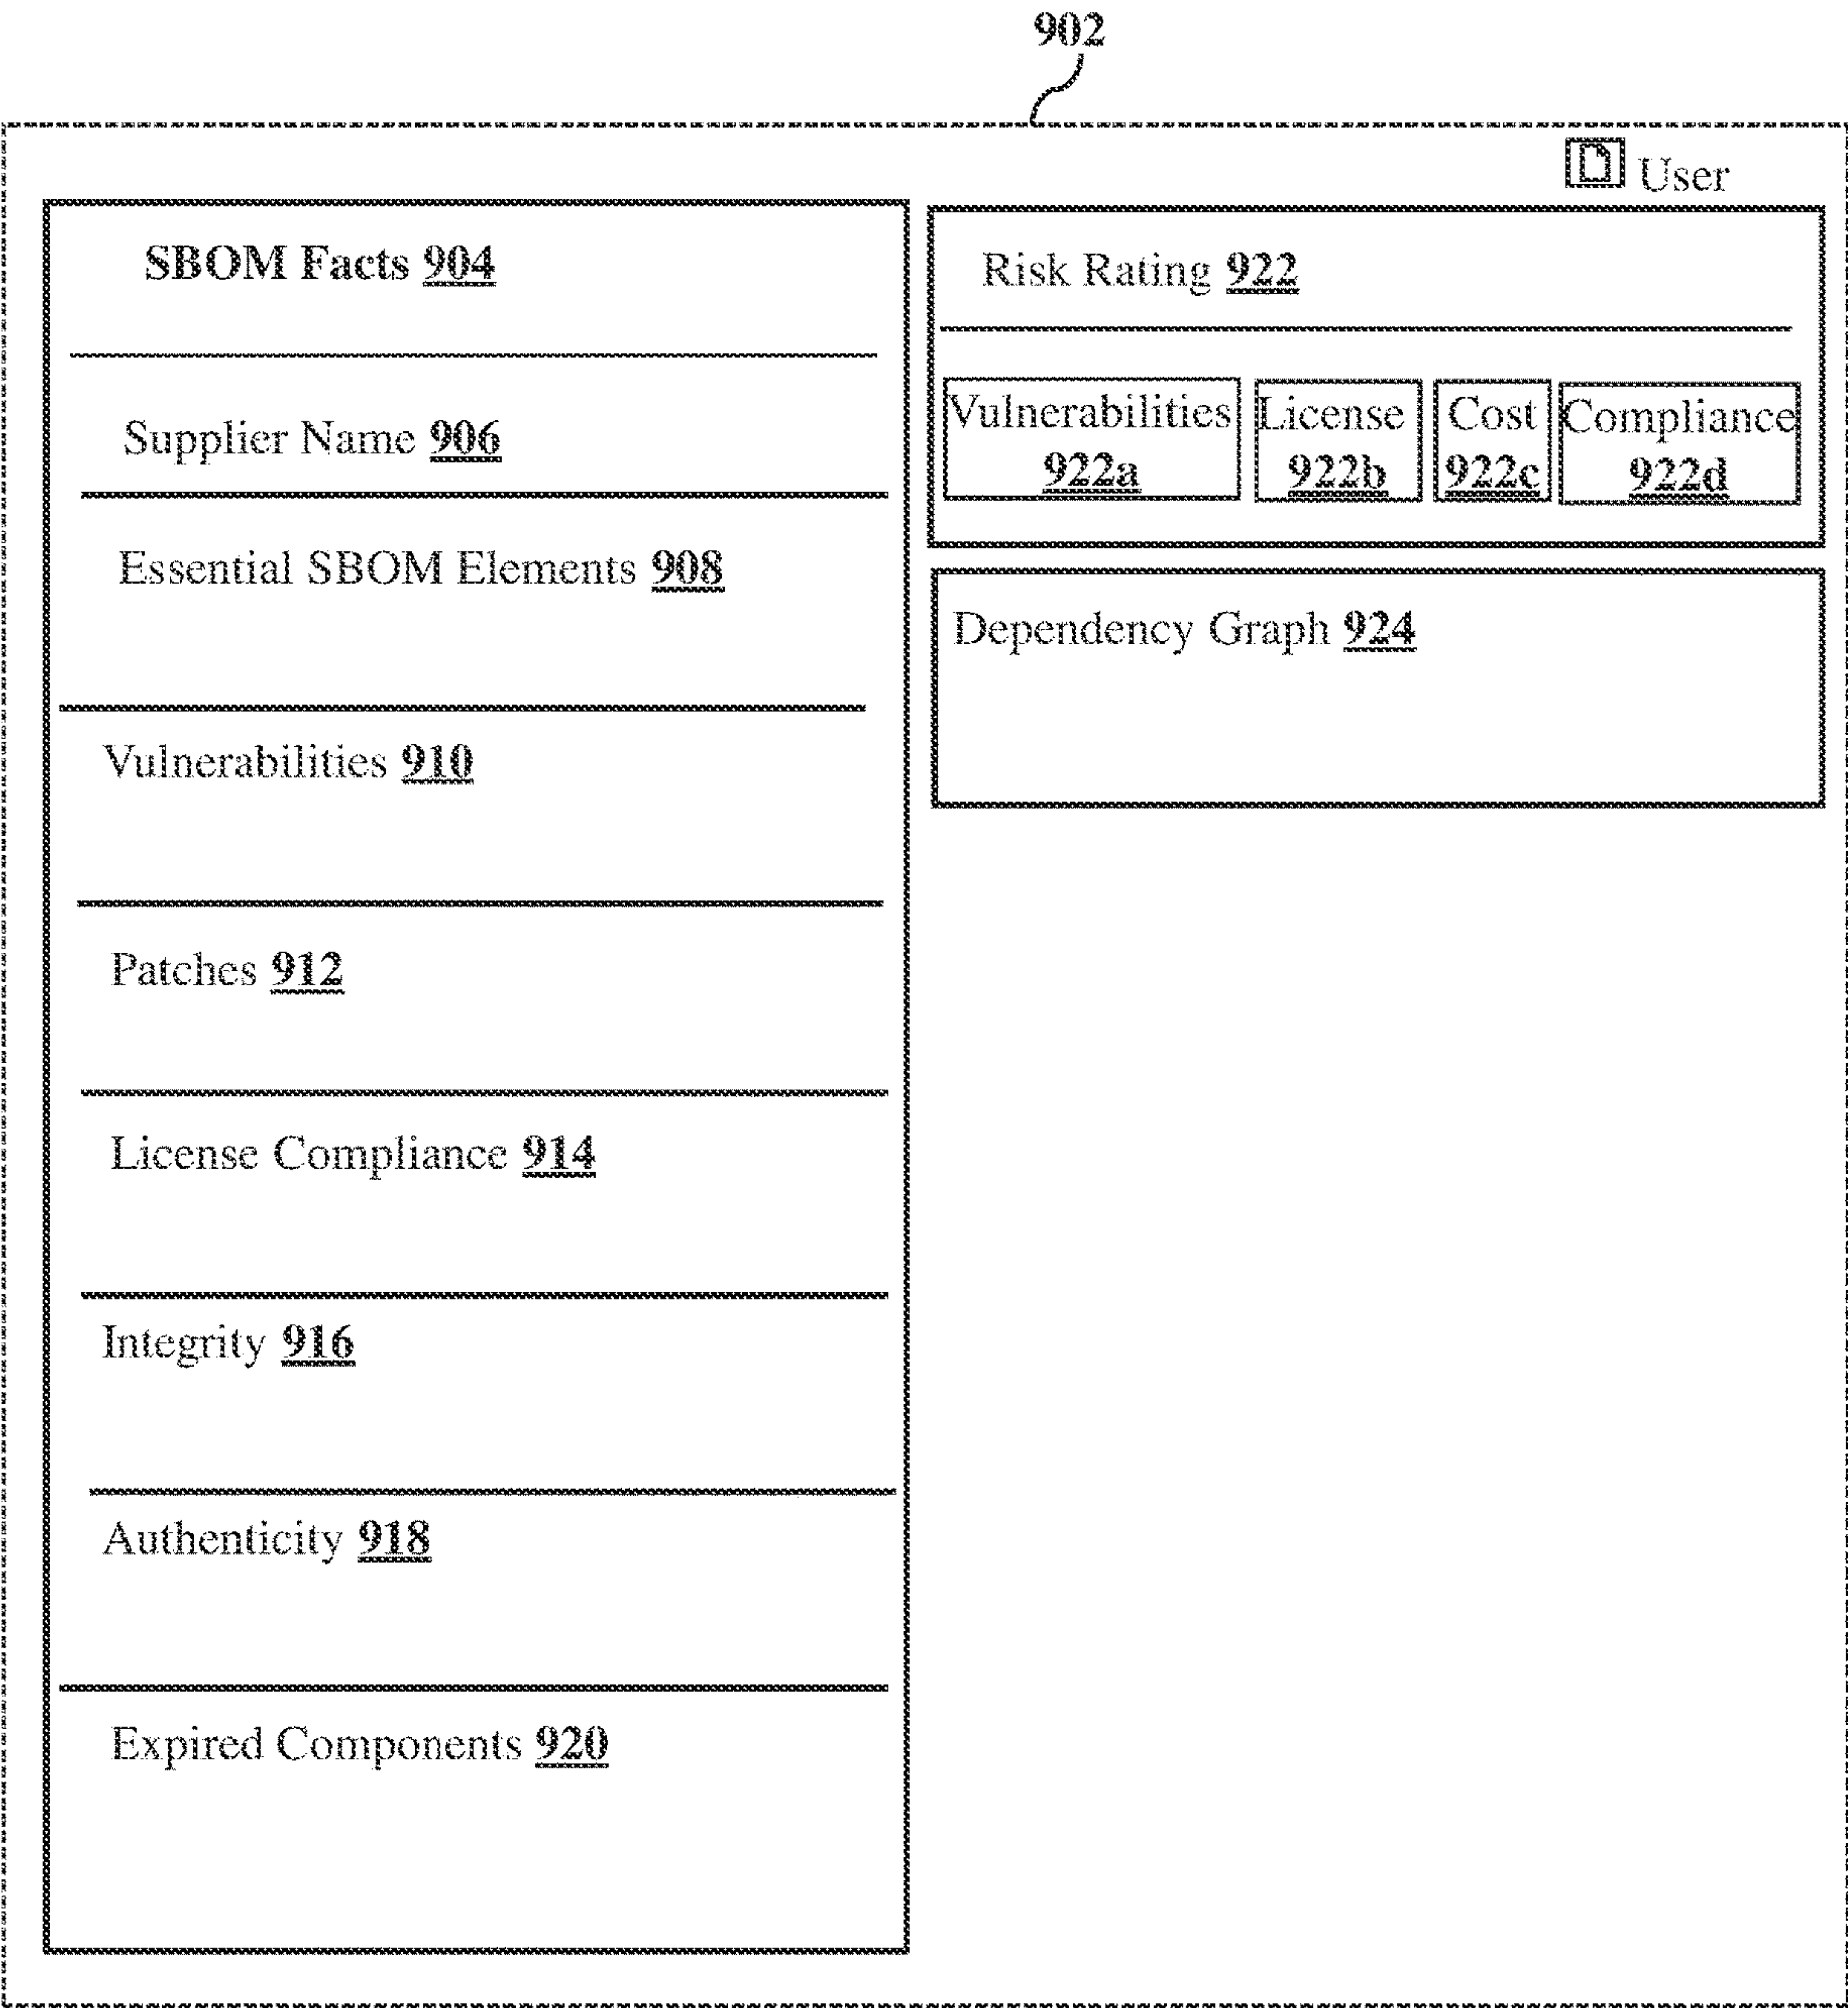 902
User
SBOM Facts 904
Supplier Name 906
Essential SBOM Elements 908
Vulnerabilities 910
Patches 912
License Compliance 914
Integrity 916
Authenticity 918
Expired Components 920
Risk Rating 922
Vulnerabilities
922a
License
922b
Cost
922c
Compliance
922d
Dependency Graph 924